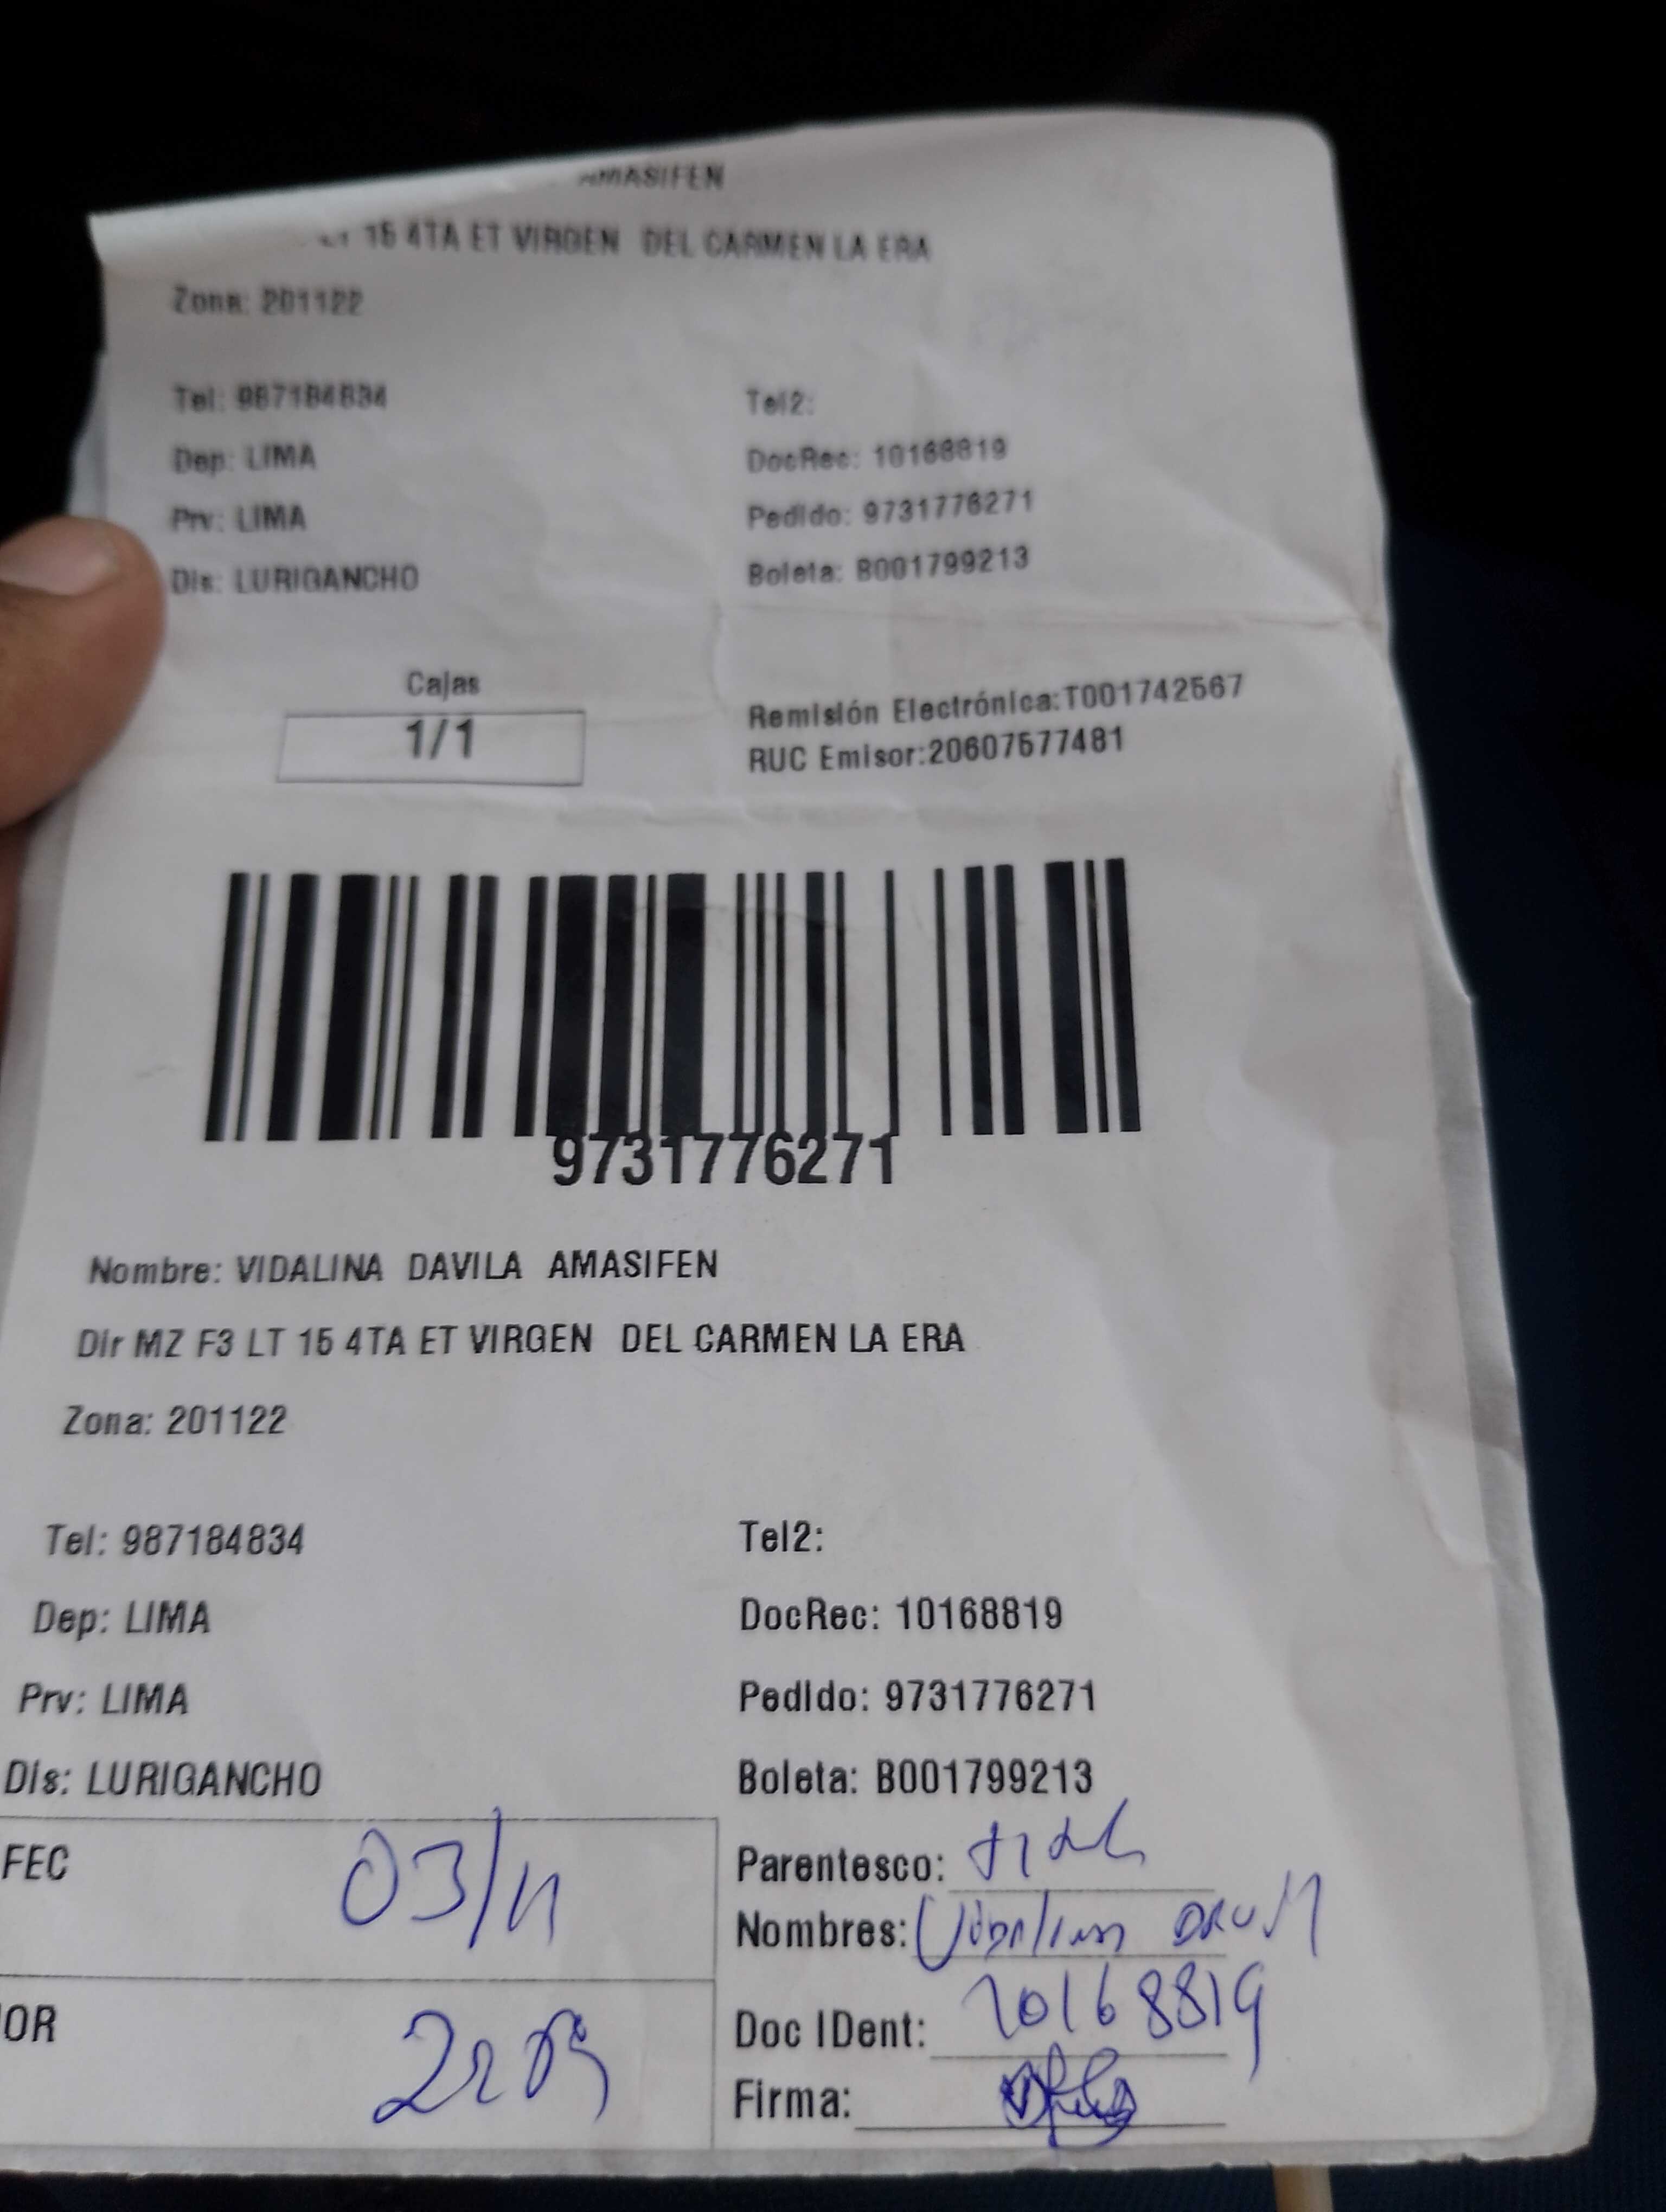 AMASIFEN
LT 15 4TA ET VIRGEN DEL CARMEN LA ERA
Zona: 201122
Tel: 987184834 Tel2:
Dep: LIMA DocRec: 10168819
Prv: LIMA Pedido: 9731776271
Dis: LURIGANCHO Boleta: B001799213
Cajas
1/1
Remisión Electrónica:T001742567
RUC Emisor:20607577481
9731776271
Nombre: VIDALINA DAVILA AMASIFEN
Dir MZ F3 LT 15 4TA ET VIRGEN DEL CARMEN LA ERA
Zona: 201122
Tel: 987184834 Tel2:
Dep: LIMA DocRec: 10168819
Prv: LIMA Pedido: 9731776271
Dis: LURIGANCHO Boleta: B001799213
FEC 03/11
Parentesco:
Nombres:
OR
Doc IDent: 10168819
Firma: